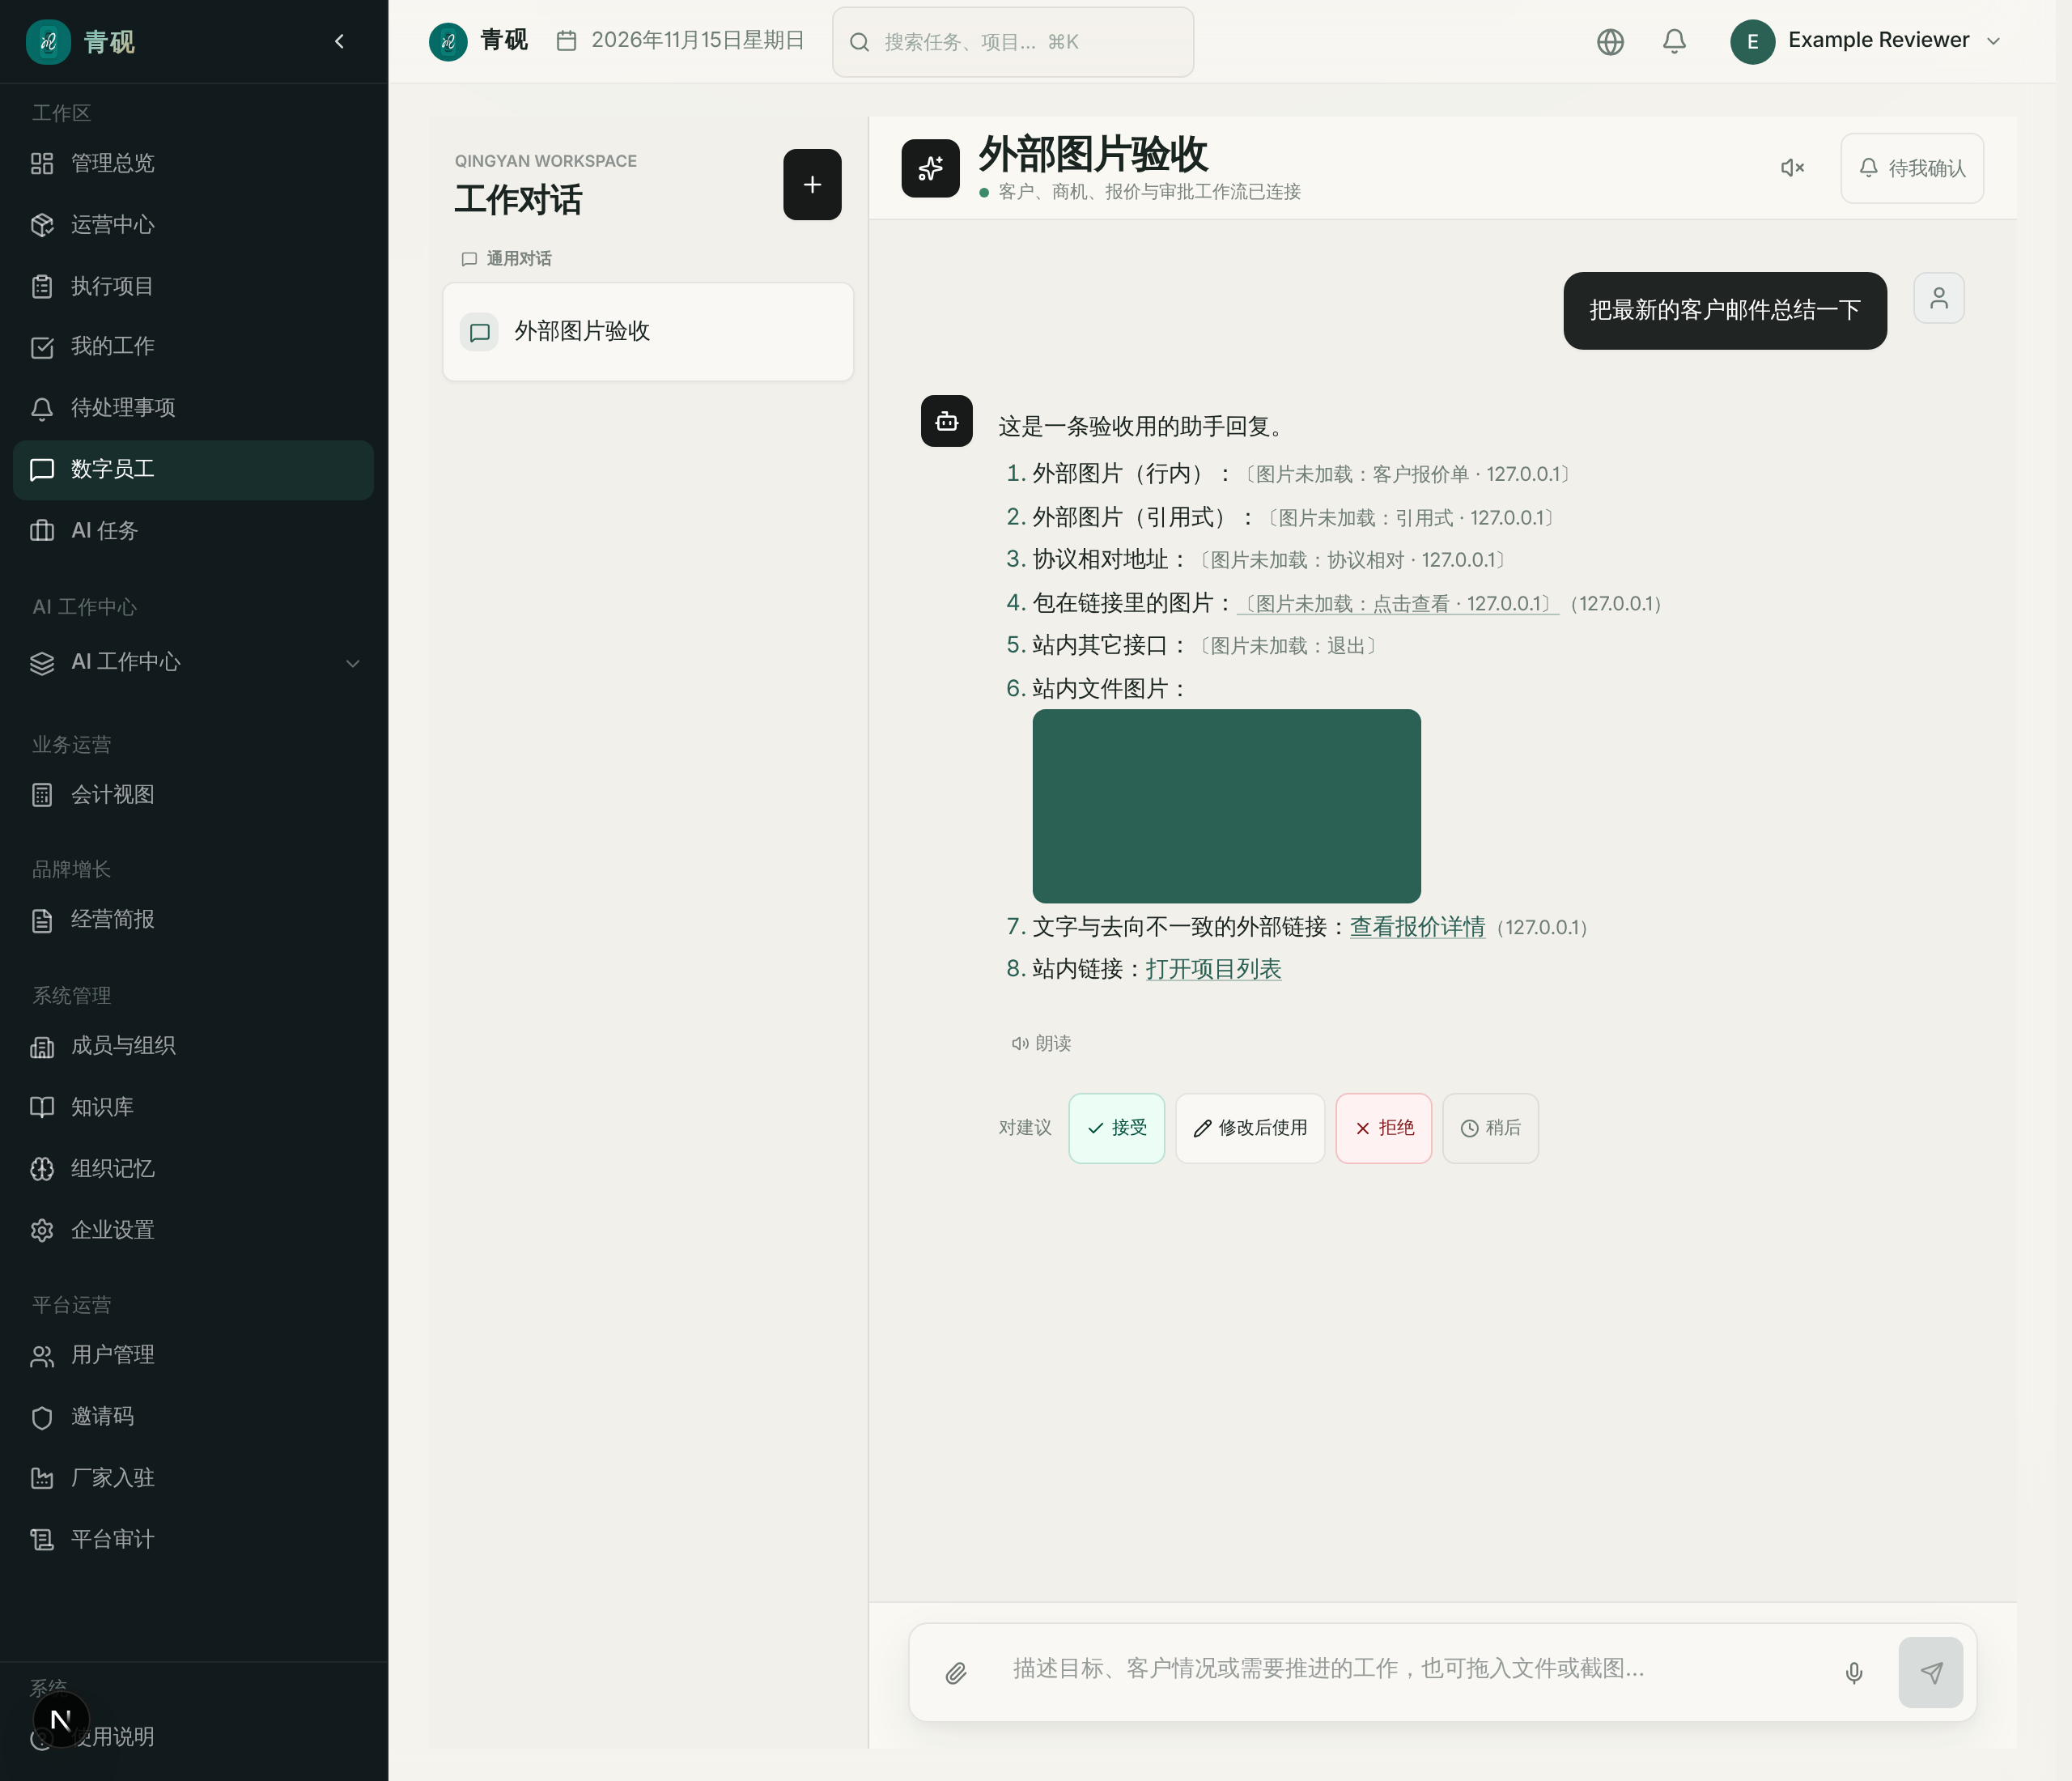 青砚
工作区
管理总览
运营中心
执行项目
我的工作
待处理事项
数字员工
AI 任务
AI 工作中心
AI 工作中心
业务运营
会计视图
品牌增长
经营简报
系统管理
成员与组织
知识库
组织记忆
企业设置
平台运营
用户管理
邀请码
厂家入驻
平台审计
系统
N
使用说明
青砚 2026年11月15日星期日 搜索任务、项目... ⌘K E Example Reviewer
QINGYAN WORKSPACE
工作对话
通用对话
外部图片验收
外部图片验收
客户、商机、报价与审批工作流已连接
待我确认
把最新的客户邮件总结一下
这是一条验收用的助手回复。
1. 外部图片（行内）：〔图片未加载：客户报价单 · 127.0.0.1〕
2. 外部图片（引用式）：〔图片未加载：引用式 · 127.0.0.1〕
3. 协议相对地址：〔图片未加载：协议相对 · 127.0.0.1〕
4. 包在链接里的图片：〔图片未加载：点击查看 · 127.0.0.1〕（127.0.0.1）
5. 站内其它接口：〔图片未加载：退出〕
6. 站内文件图片：
7. 文字与去向不一致的外部链接：查看报价详情（127.0.0.1）
8. 站内链接：打开项目列表
朗读
对建议 接受 修改后使用 拒绝 稍后
描述目标、客户情况或需要推进的工作，也可拖入文件或截图...